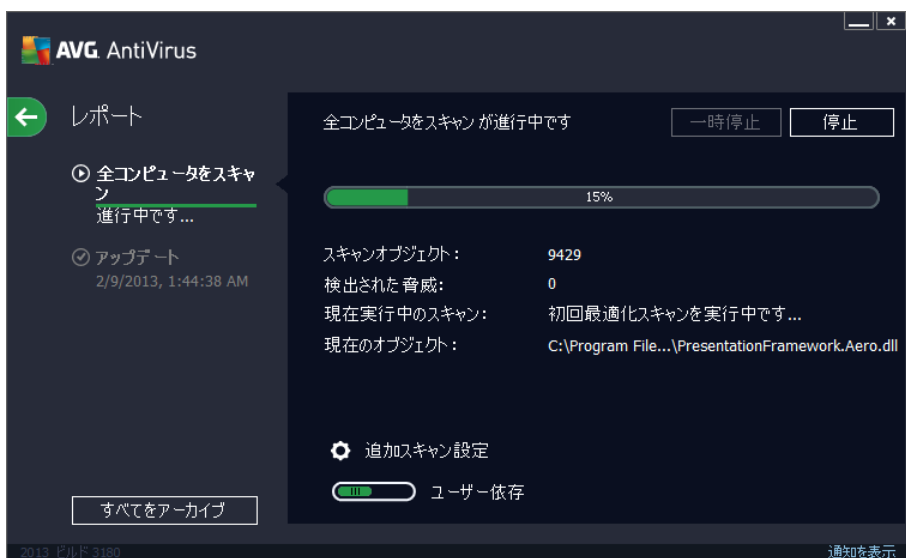 AVG. AntiVirus
レポート
全コンピュータをスキャン
進行中です...
アップデート
2/9/2013, 1:44:38 AM
すべてをアーカイブ
全コンピュータをスキャン が進行中です
一時停止
停止
15%
スキャンオブジェクト： 9429
検出された脅威： 0
現在実行中のスキャン： 初回最適化スキャンを実行中です...
現在のオブジェクト： C:\Program File...\PresentationFramework.Aero.dll
追加スキャン設定
ユーザー依存
2013 ビルド 3180
通知を表示